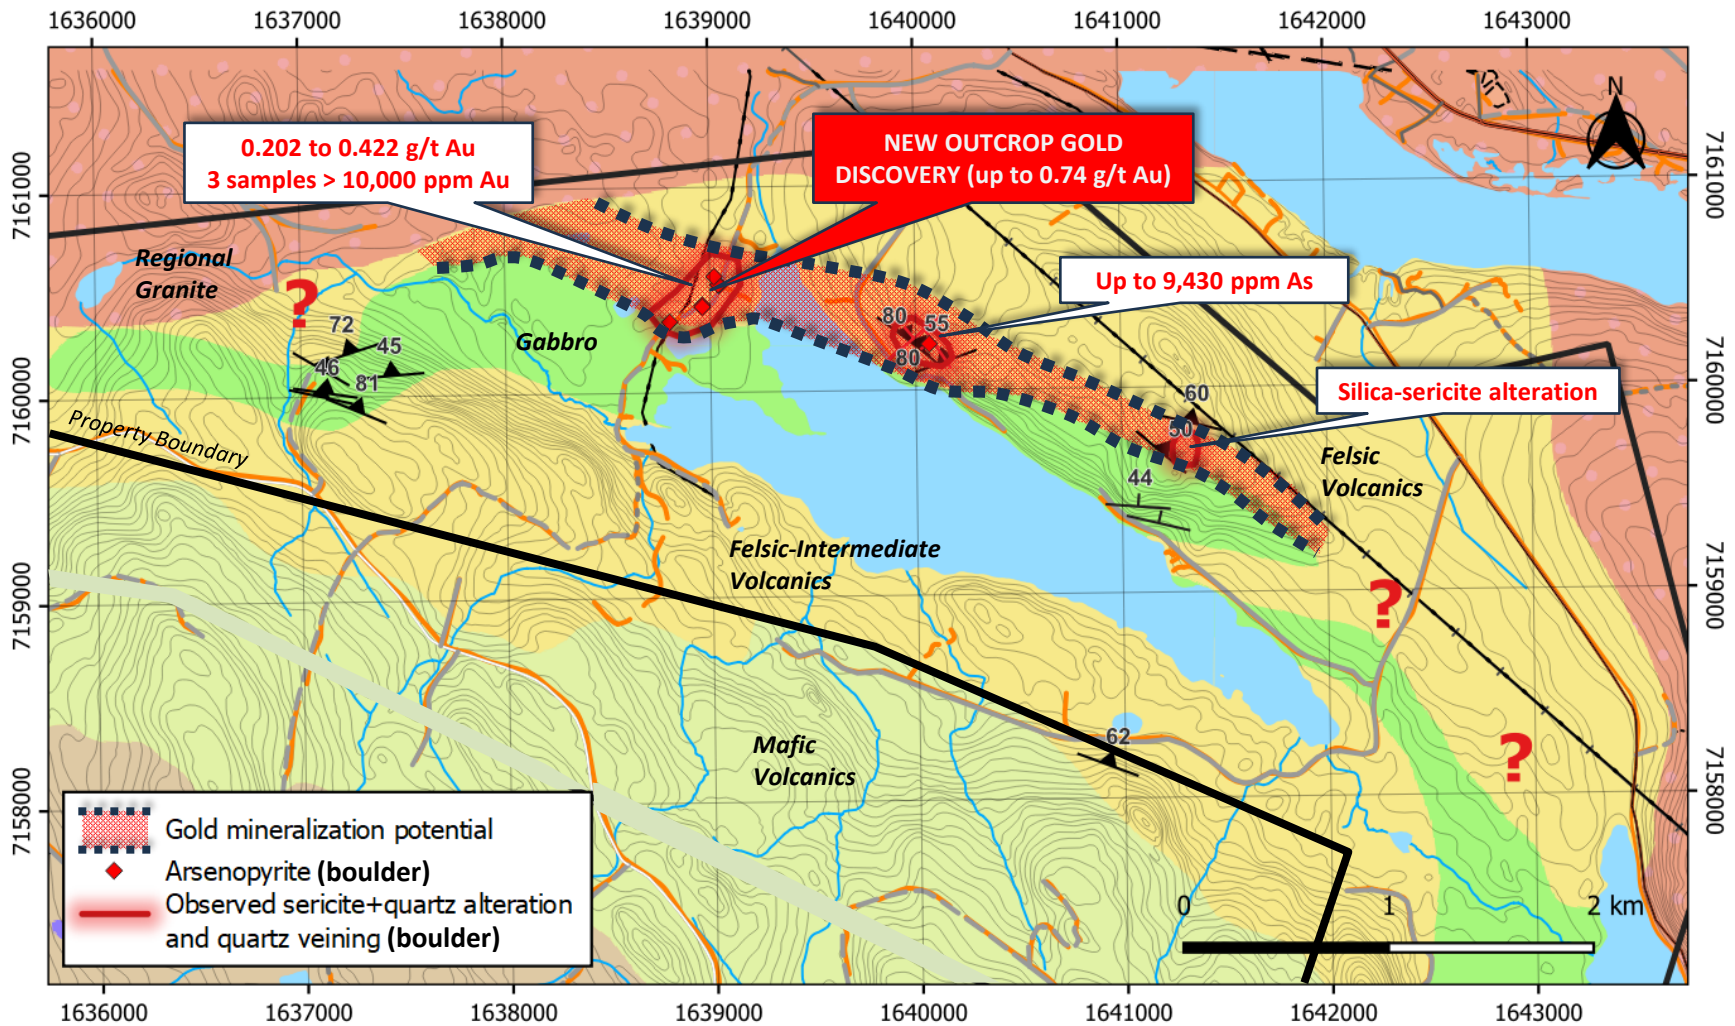 1636000 1637000 1638000 1639000 1640000 1641000 1642000 1643000
N
0.202 to 0.422 g/t Au
3 samples > 10,000 ppm Au
NEW OUTCROP GOLD
DISCOVERY (up to 0.74 g/t Au)
7161000
7161000
Regional
Granite
?
Up to 9,430 ppm As
Gabbro
72
45
46
81
80
55
80
Silica-sericite alteration
60
50
44
7160000
7160000
Property Boundary
Felsic
Volcanics
Felsic-Intermediate
Volcanics
?
7159000
7159000
Mafic
Volcanics
62
?
7158000
7158000
Gold mineralization potential
Arsenopyrite (boulder)
Observed sericite+quartz alteration
and quartz veining (boulder)
0 1 2 km
1636000 1637000 1638000 1639000 1640000 1641000 1642000 1643000